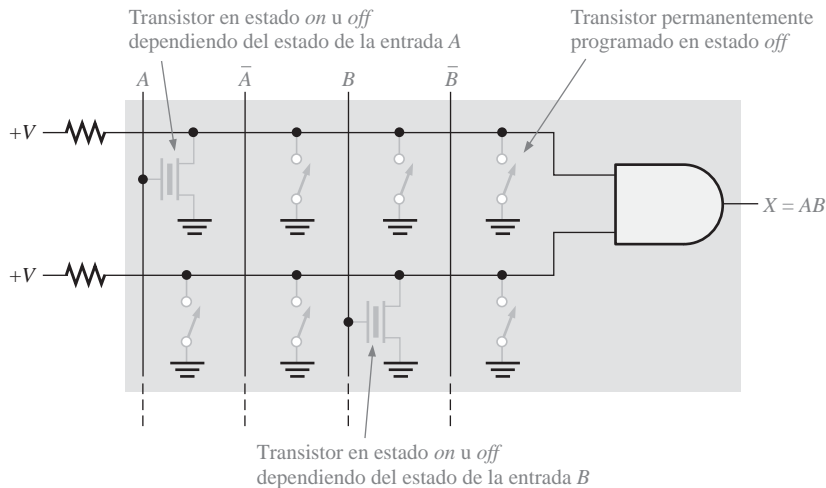 Transistor en estado on u off
dependiendo del estado de la entrada A
Transistor permanentemente
programado en estado off
A
A̅
B
B̅
+V
X = AB
+V
Transistor en estado on u off
dependiendo del estado de la entrada B